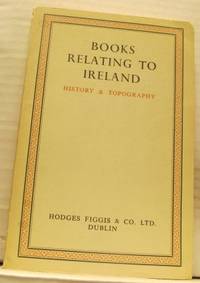 BOOKS
RELATING TO
IRELAND
HISTORY & TOPOGRAPHY
HODGES FIGGIS & CO. LTD.
DUBLIN